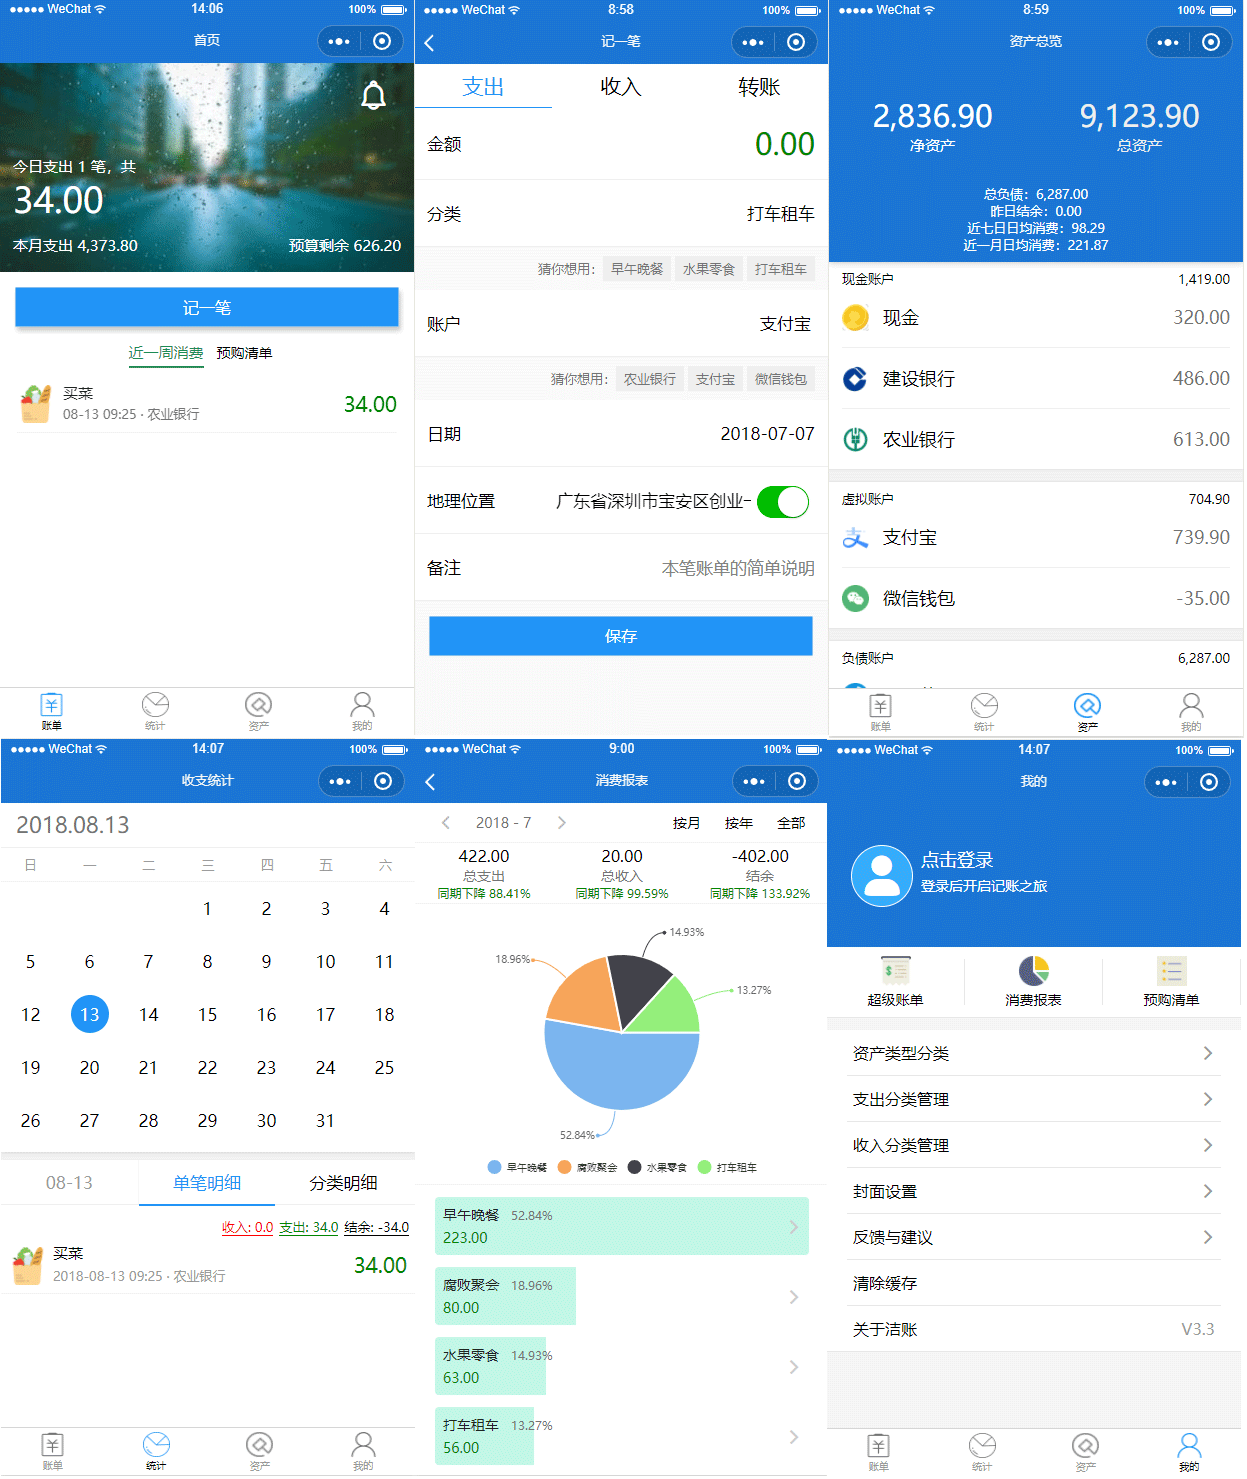 ●●●●● WeChat 14:06 100%
首页
今日支出 1 笔，共
34.00
本月支出 4,373.80 预算剩余 626.20
记一笔
近一周消费 预购清单
买菜
08-13 09:25 · 农业银行
34.00
账单 统计 资产 我的
●●●●● WeChat 8:58 100%
记一笔
支出 收入 转账
金额 0.00
分类 打车租车
猜你想用： 早午晚餐 水果零食 打车租车
账户 支付宝
猜你想用： 农业银行 支付宝 微信钱包
日期 2018-07-07
地理位置 广东省深圳市宝安区创业一
备注 本笔账单的简单说明
保存
●●●●● WeChat 8:59 100%
资产总览
2,836.90 9,123.90
净资产 总资产
总负债：6,287.00
昨日结余：0.00
近七日日均消费：98.29
近一月日均消费：221.87
现金账户 1,419.00
现金 320.00
建设银行 486.00
农业银行 613.00
虚拟账户 704.90
支付宝 739.90
微信钱包 -35.00
负债账户 6,287.00
账单 统计 资产 我的
●●●●● WeChat 14:07 100%
收支统计
2018.08.13
日 一 二 三 四 五 六
1 2 3 4
5 6 7 8 9 10 11
12 13 14 15 16 17 18
19 20 21 22 23 24 25
26 27 28 29 30 31
08-13 单笔明细 分类明细
收入: 0.0 支出: 34.0 结余: -34.0
买菜
2018-08-13 09:25 · 农业银行
34.00
账单 统计 资产 我的
●●●●● WeChat 9:00 100%
消费报表
2018 - 7 按月 按年 全部
422.00 20.00 -402.00
总支出 总收入 结余
同期下降 88.41% 同期下降 99.59% 同期下降 133.92%
14.93%
18.96%
13.27%
52.84%
早午晚餐 腐败聚会 水果零食 打车租车
早午晚餐 52.84%
223.00
腐败聚会 18.96%
80.00
水果零食 14.93%
63.00
打车租车 13.27%
56.00
●●●●● WeChat 14:07 100%
我的
点击登录
登录后开启记账之旅
超级账单 消费报表 预购清单
资产类型分类
支出分类管理
收入分类管理
封面设置
反馈与建议
清除缓存
关于洁账 V3.3
账单 统计 资产 我的